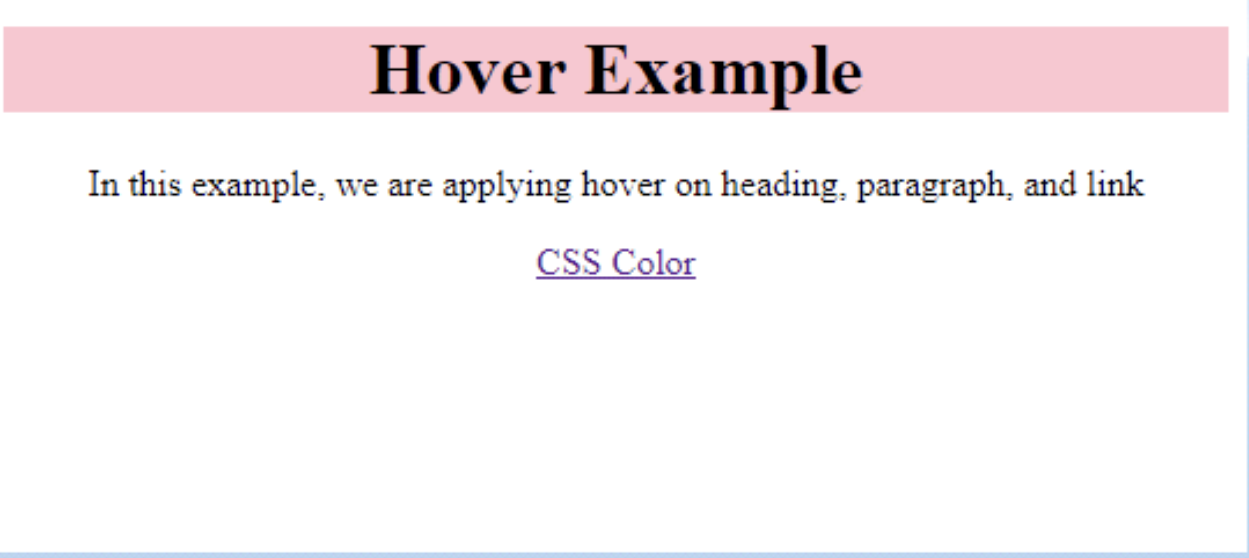 Hover Example
In this example, we are applying hover on heading, paragraph, and link
CSS Color